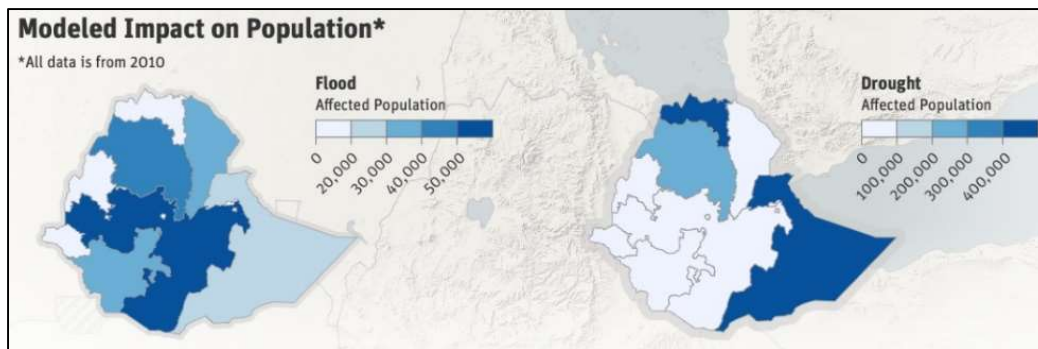 Modeled Impact on Population*
*All data is from 2010
Flood
Affected Population
0
20,000
30,000
40,000
50,000
Drought
Affected Population
0
100,000
200,000
300,000
400,000